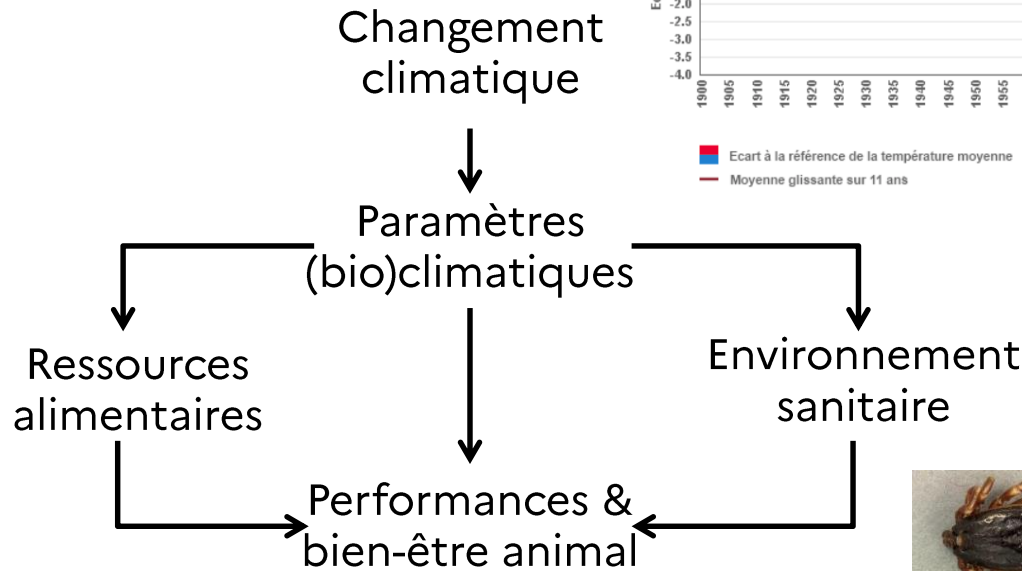 Changement
climatique
-2.0
-2.5
-3.0
-3.5
-4.0
1900
1905
1910
1915
1920
1925
1930
1935
1940
1945
1950
1955
Ecart à la référence de la température moyenne
Moyenne glissante sur 11 ans
Paramètres
(bio)climatiques
Ressources
alimentaires
Environnement
sanitaire
Performances &
bien-être animal